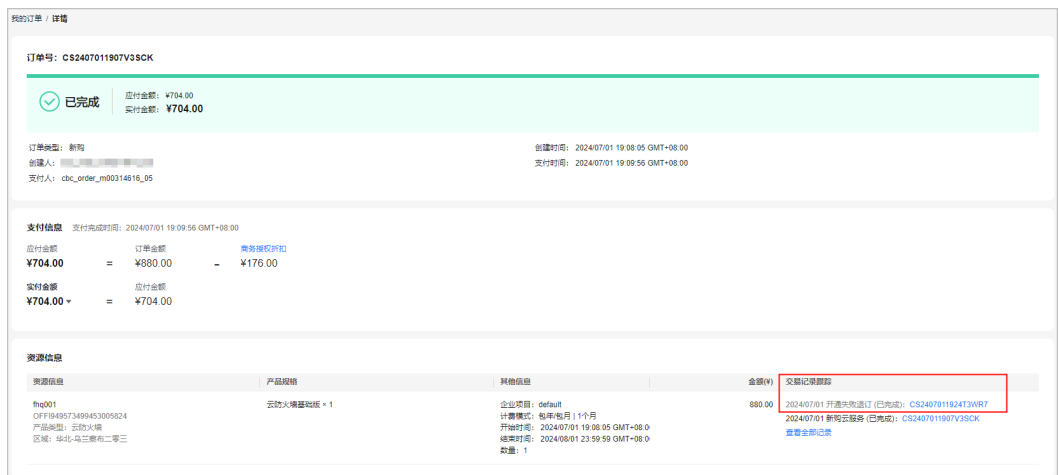 我的订单 / 详情
订单号：CS2407011907V3SCK
已完成
应付金额：¥704.00
实付金额：¥704.00
订单类型：新购
创建时间：2024/07/01 19:08:05 GMT+08:00
创建人：
支付时间：2024/07/01 19:09:56 GMT+08:00
支付人：cbc_order_m00314616_05
支付信息 支付完成时间：2024/07/01 19:09:56 GMT+08:00
应付金额 订单金额 商务授权折扣
¥704.00 = ¥880.00 - ¥176.00
实付金额 应付金额
¥704.00 = ¥704.00
资源信息
资源信息 产品规格 其他信息 金额(¥) 交易记录跟踪
fhq001 云防火墙基础版 × 1 企业项目：default 880.00 2024/07/01 开通失败退订 (已完成)：CS2407011924T3WR7
OFFI949573499453005824 计费模式：包年/包月 | 1个月 2024/07/01 新购云服务 (已完成)：CS2407011907V3SCK
产品类型：云防火墙 开始时间：2024/07/01 19:08:05 GMT+08:0 查看全部记录
区域：华北-乌兰察布二零三 结束时间：2024/08/01 23:59:59 GMT+08:0
数量：1